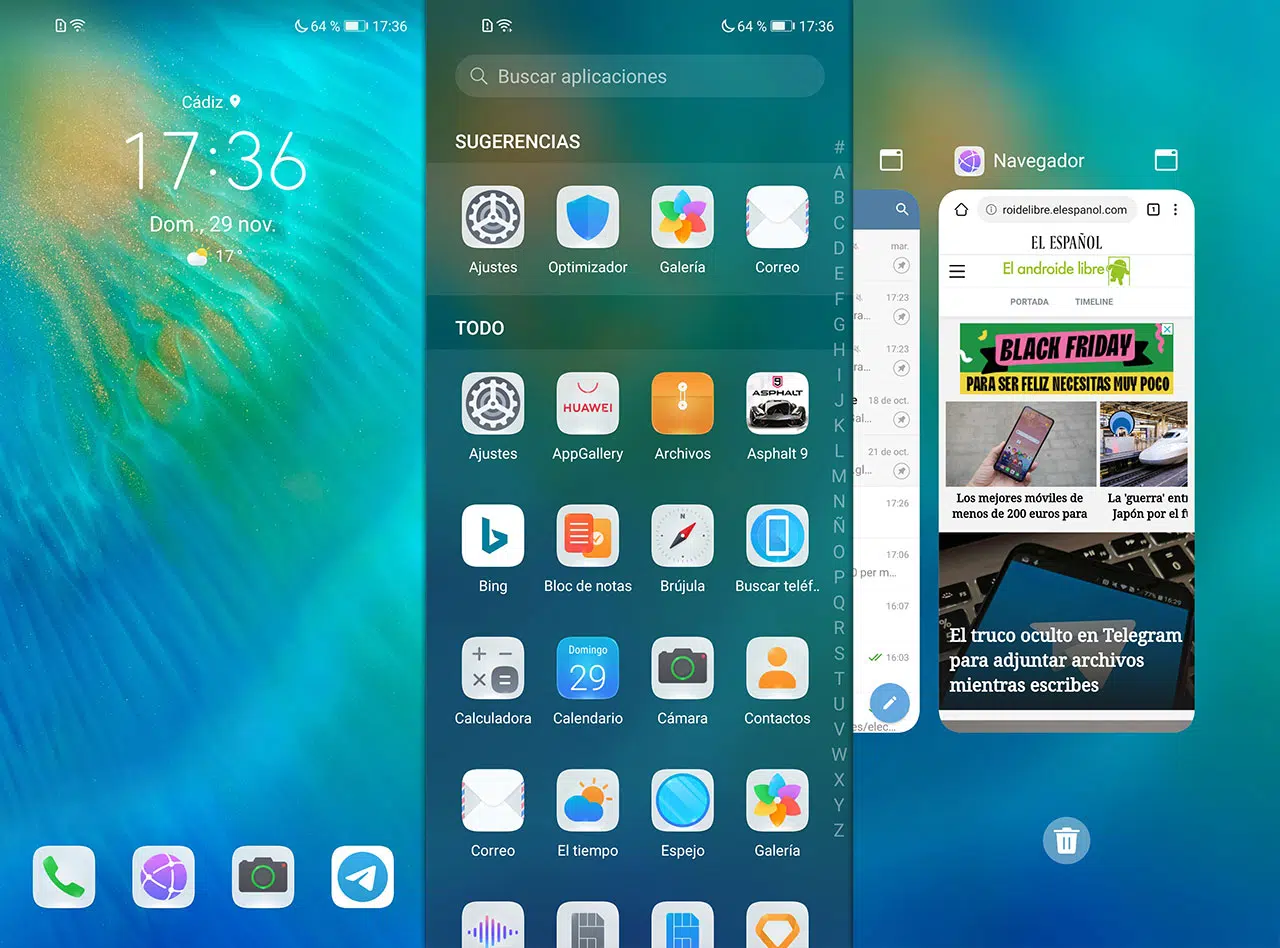 64 % 17:36
Cádiz
17:36
Dom., 29 nov.
17°
64 % 17:36
Buscar aplicaciones
SUGERENCIAS
Ajustes Optimizador Galería Correo
TODO
HUAWEI
9
ASPHALT
Ajustes AppGallery Archivos Asphalt 9
N
Bing Bloc de notas Brújula Buscar teléf..
Domingo
29
Calculadora Calendario Cámara Contactos
Correo El tiempo Espejo Galería
#
A
B
C
D
E
F
G
H
I
J
K
L
M
N
Ñ
O
P
Q
R
S
T
U
V
W
X
Y
Z
mar.
17:23
ra...
17:23
ra...
18 de oct.
al...
21 de oct.
.gl...
17:26
17:06
0 per m...
16:07
16:03
es/elec...
Navegador
roidelibre.elespanol.com 1
EL ESPAÑOL
El androide libre
PORTADA TIMELINE
BLACK FRIDAY
PARA SER FELIZ NECESITAS MUY POCO
Los mejores móviles de
menos de 200 euros para
La 'guerra' ent
Japón por el f
77% 16:29
El truco oculto en Telegram
para adjuntar archivos
mientras escribes